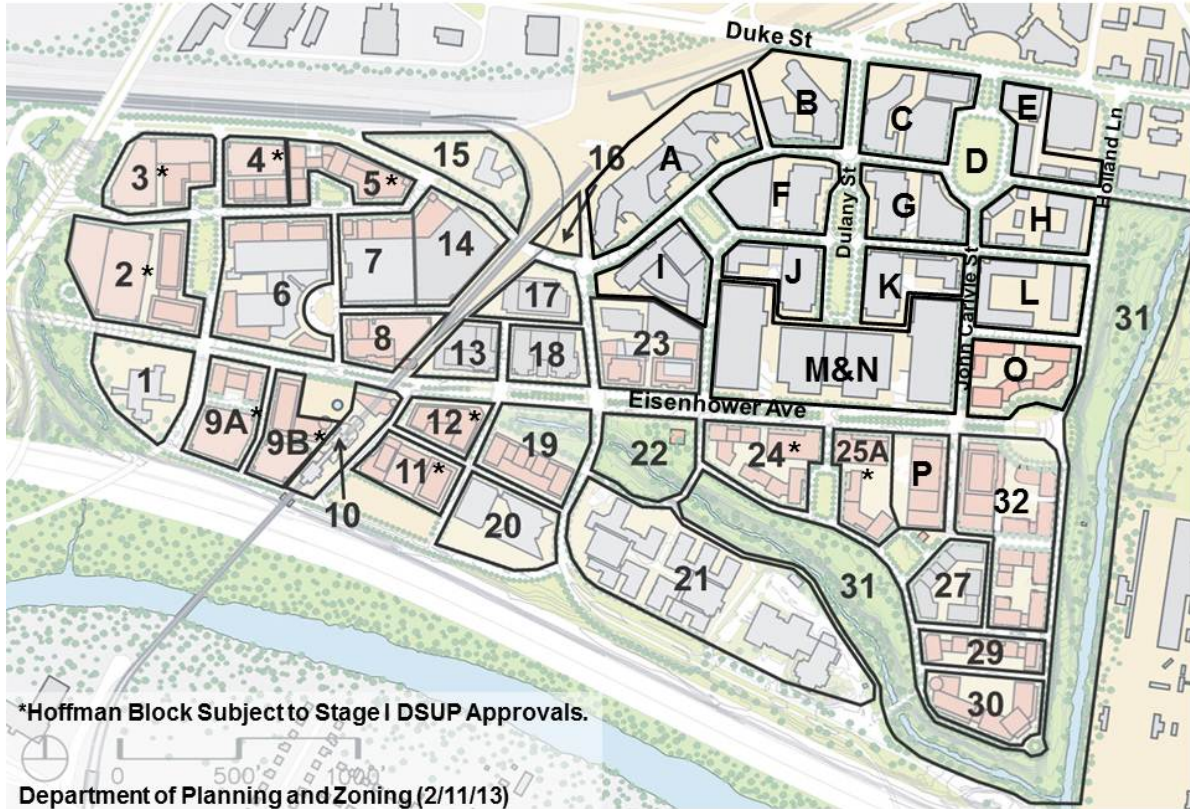 Duke St
B
C
E
3*
4*
5*
15
16
A
D
Holland Ln
F
Dulany St
G
H
2*
6
7
14
I
J
K
John Carlyle St
L
31
17
8
13
18
23
M&N
O
1
Eisenhower Ave
9A*
9B*
12*
11*
19
22
24*
25A
*
P
32
10
20
21
31
27
29
30
*Hoffman Block Subject to Stage I DSUP Approvals.
0 500 1000
Department of Planning and Zoning (2/11/13)